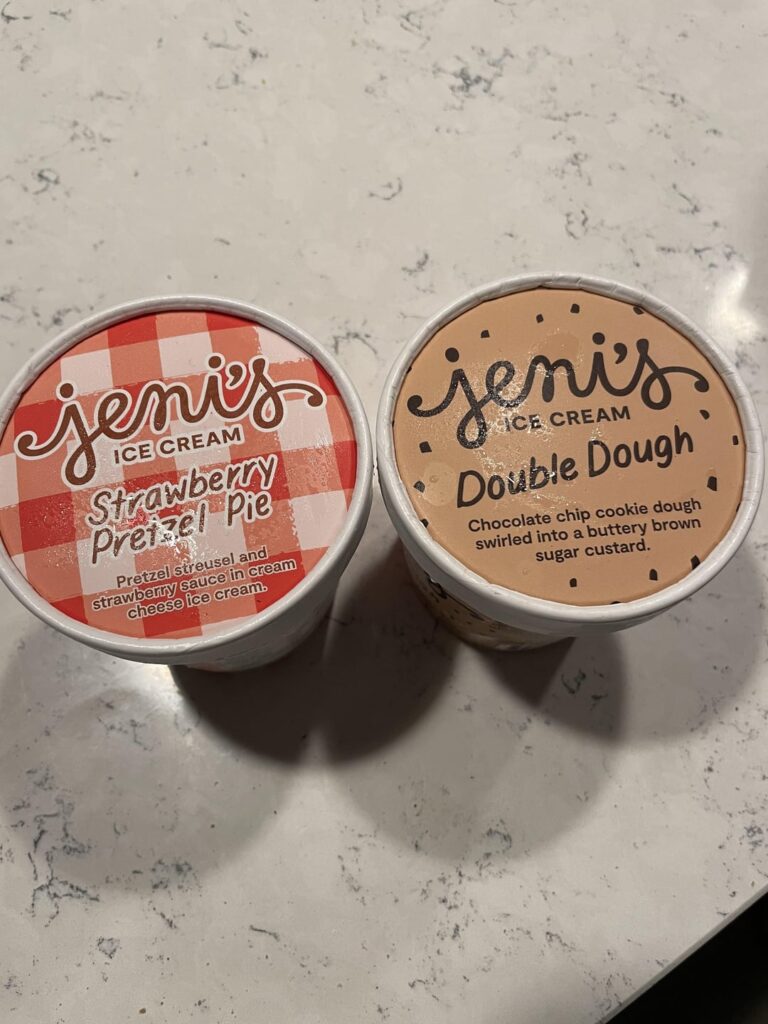 jeni's
ICE CREAM
Strawberry
Pretzel Pie
Pretzel streusel and
strawberry sauce in cream
cheese ice cream.
jeni's
ICE CREAM
Double Dough
Chocolate chip cookie dough
swirled into a buttery brown
sugar custard.